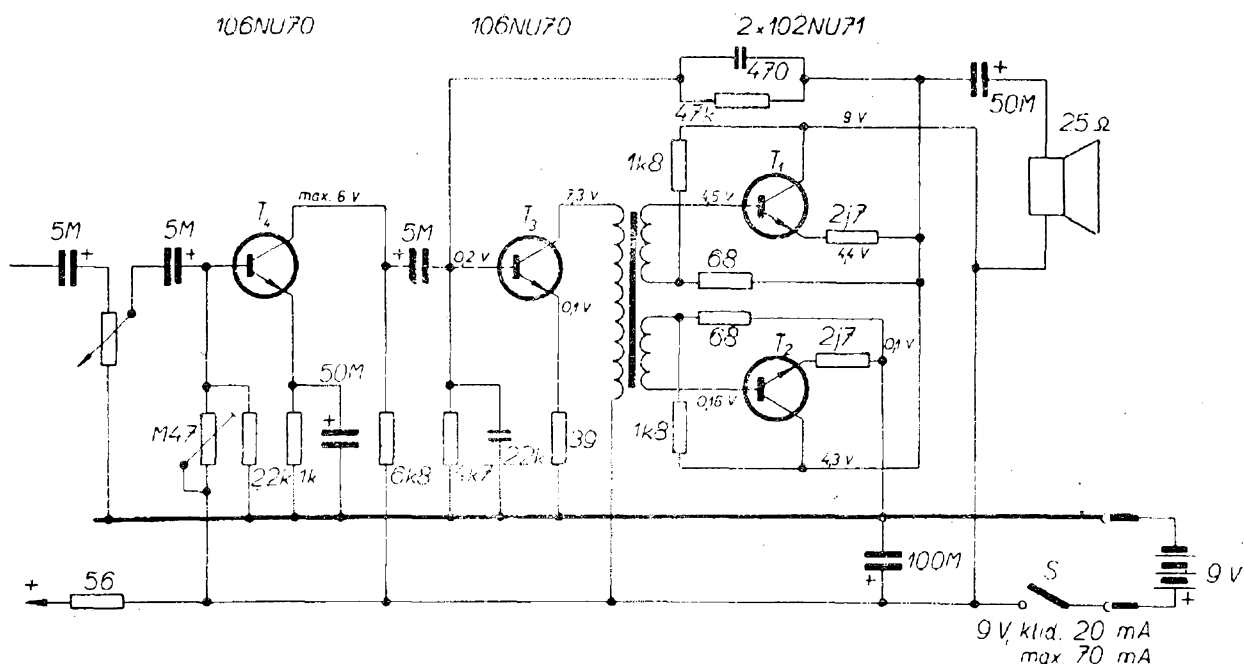 106NU70
106NU70
2×102NU71
470
47k
50M
+
25Ω
9 V
1k8
T1
max. 6 V
7,3 V
4,5 V
T4
T3
2j7
5M
+
5M
+
5M
+
0,2 V
4,4 V
68
0,1 V
68
2j7
0,1 V
T2
50M
+
0,16 V
M47
22k
1k
6k8
4k7
22k
39
1k8
4,3 V
100M
+
S
9 V
+
+
56
9 V, klid. 20 mA
max. 70 mA